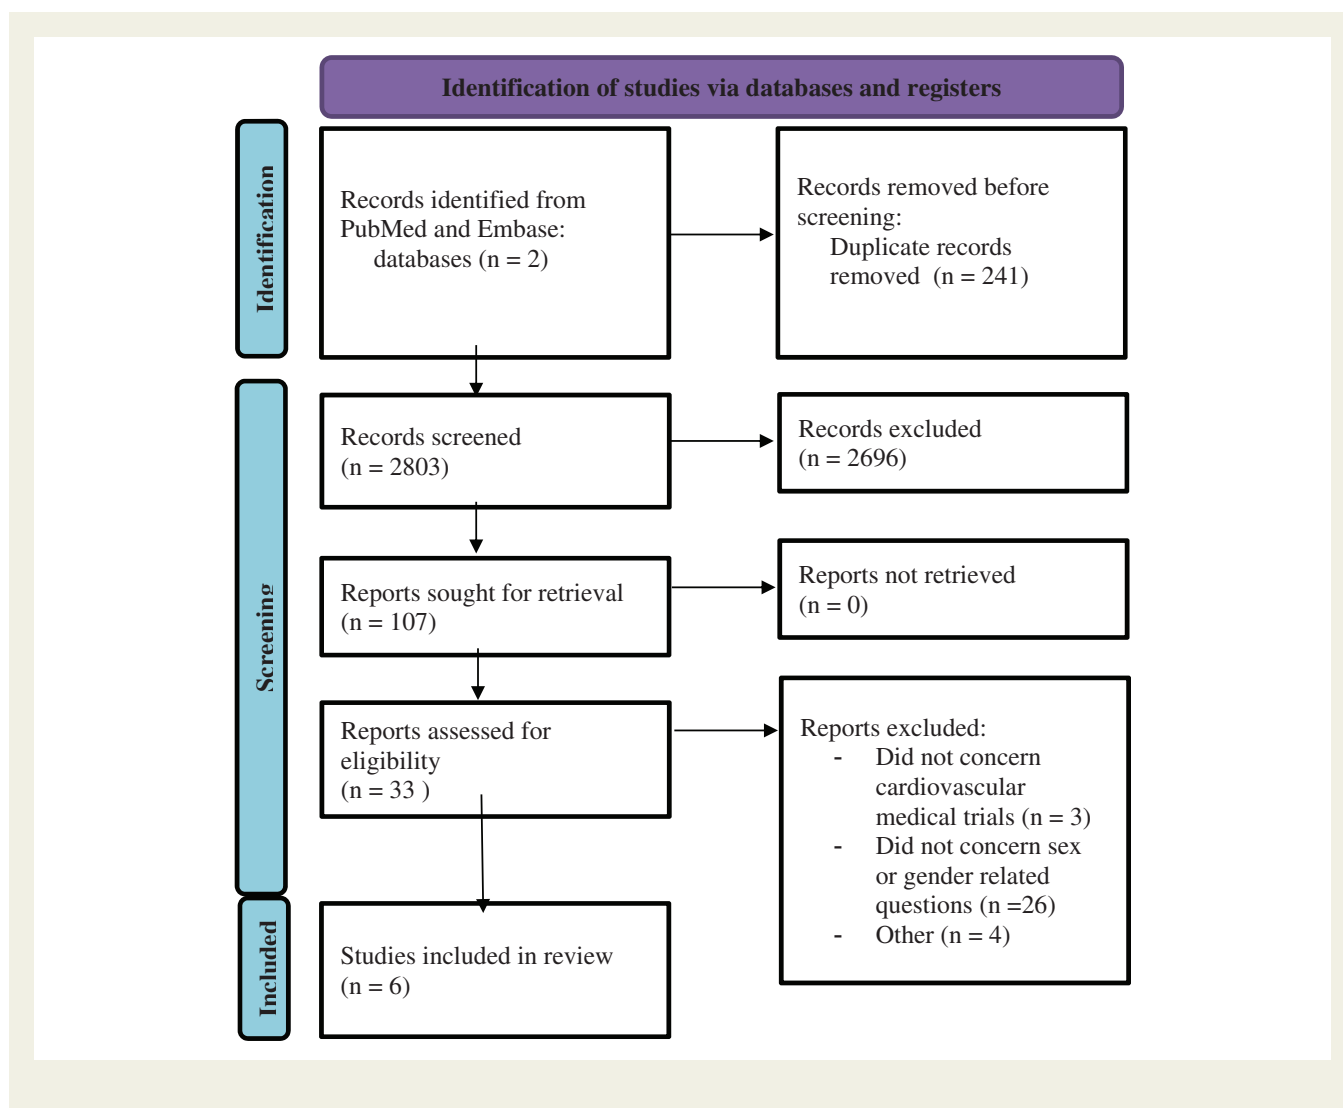 Identification of studies via databases and registers
Identification
Records identified from
PubMed and Embase:
databases (n = 2)
Records removed before
screening:
Duplicate records
removed (n = 241)
Screening
Records screened
(n = 2803)
Records excluded
(n = 2696)
Reports sought for retrieval
(n = 107)
Reports not retrieved
(n = 0)
Reports assessed for
eligibility
(n = 33 )
Reports excluded:
- Did not concern
cardiovascular
medical trials (n = 3)
- Did not concern sex
or gender related
questions (n =26)
- Other (n = 4)
Included
Studies included in review
(n = 6)